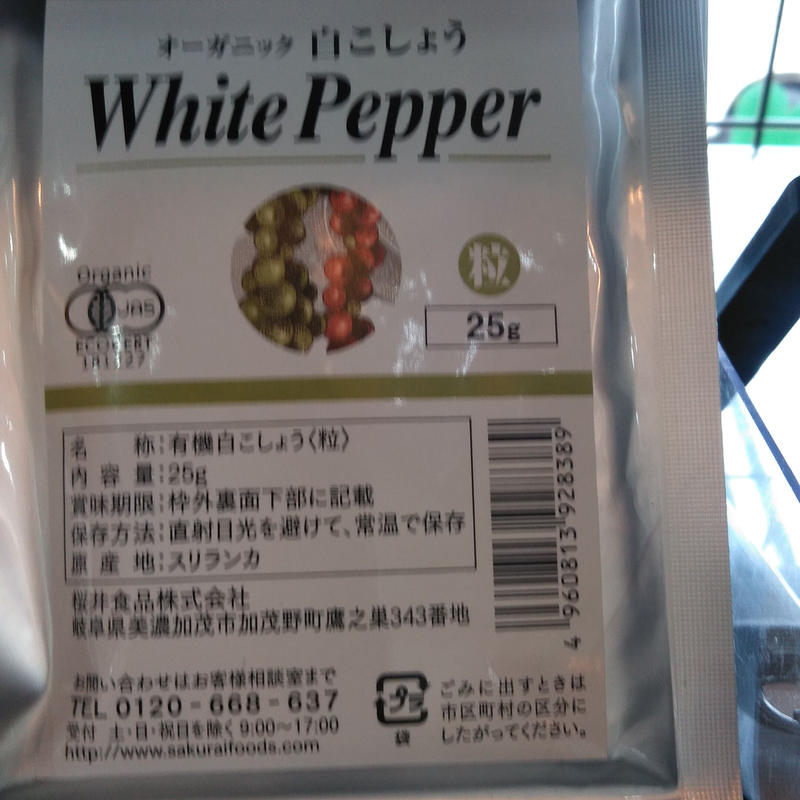 オーガニック 白こしょう
White Pepper
Organic
JAS
ECOCERT
181127
粒
25g
名 称:有機白こしょう〈粒〉
内 容 量:25g
賞味期限:枠外裏面下部に記載
保存方法:直射日光を避けて、常温で保存
原 産 地:スリランカ
桜井食品株式会社
岐阜県美濃加茂市加茂野町鷹之巣343番地
4 960813 928389
お問い合わせはお客様相談室まで
TEL 0120-668-637
受付 土・日・祝日を除く 9:00〜17:00
http://www.sakuraifoods.com
プラ
袋
ごみに出すときは
市区町村の区分に
したがってください。